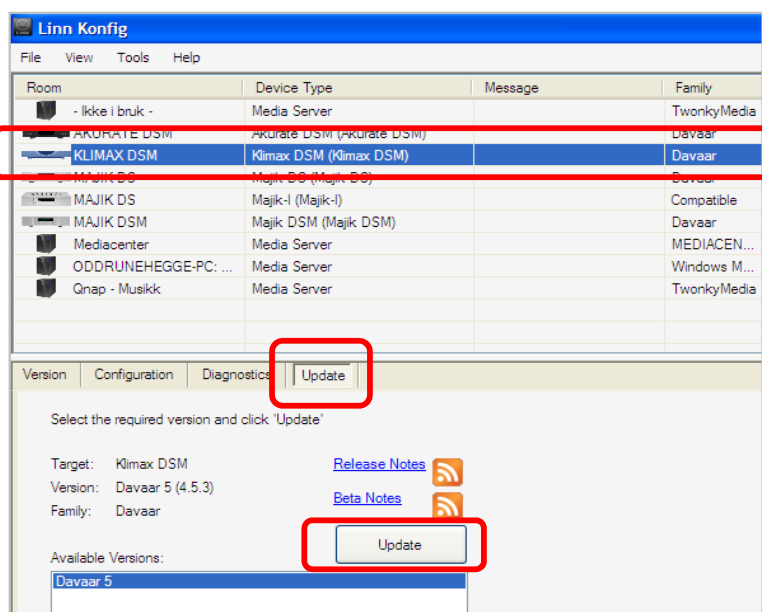 Linn Konfig
File View Tools Help
Room Device Type Message Family
- Ikke i bruk - Media Server TwonkyMedia
AKURATE DSM Akurate DSM (Akurate DSM) Davaar
KLIMAX DSM Klimax DSM (Klimax DSM) Davaar
MAJIK DS Majik DS (Majik DS) Davaar
MAJIK DS Majik-I (Majik-I) Compatible
MAJIK DSM Majik DSM (Majik DSM) Davaar
Mediacenter Media Server MEDIACEN...
ODDRUNEHEGGE-PC: ... Media Server Windows M...
Qnap - Musikk Media Server TwonkyMedia
Version Configuration Diagnostics Update
Select the required version and click 'Update'
Target: Klimax DSM Release Notes
Version: Davaar 5 (4.5.3)
Beta Notes
Family: Davaar
Update
Available Versions:
Davaar 5